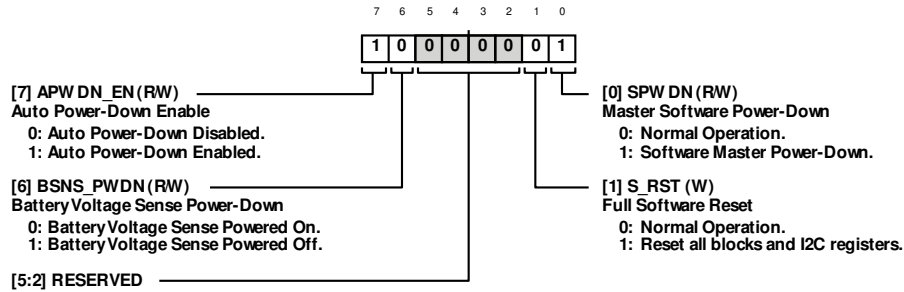 7 6 5 4 3 2 1 0
1 0 0 0 0 0 0 1
[7] APWDN_EN (R/W)
Auto Power-Down Enable
0: Auto Power-Down Disabled.
1: Auto Power-Down Enabled.
[6] BSNS_PWDN (R/W)
Battery Voltage Sense Power-Down
0: Battery Voltage Sense Powered On.
1: Battery Voltage Sense Powered Off.
[5:2] RESERVED
[0] SPWDN (R/W)
Master Software Power-Down
0: Normal Operation.
1: Software Master Power-Down.
[1] S_RST (W)
Full Software Reset
0: Normal Operation.
1: Reset all blocks and I2C registers.